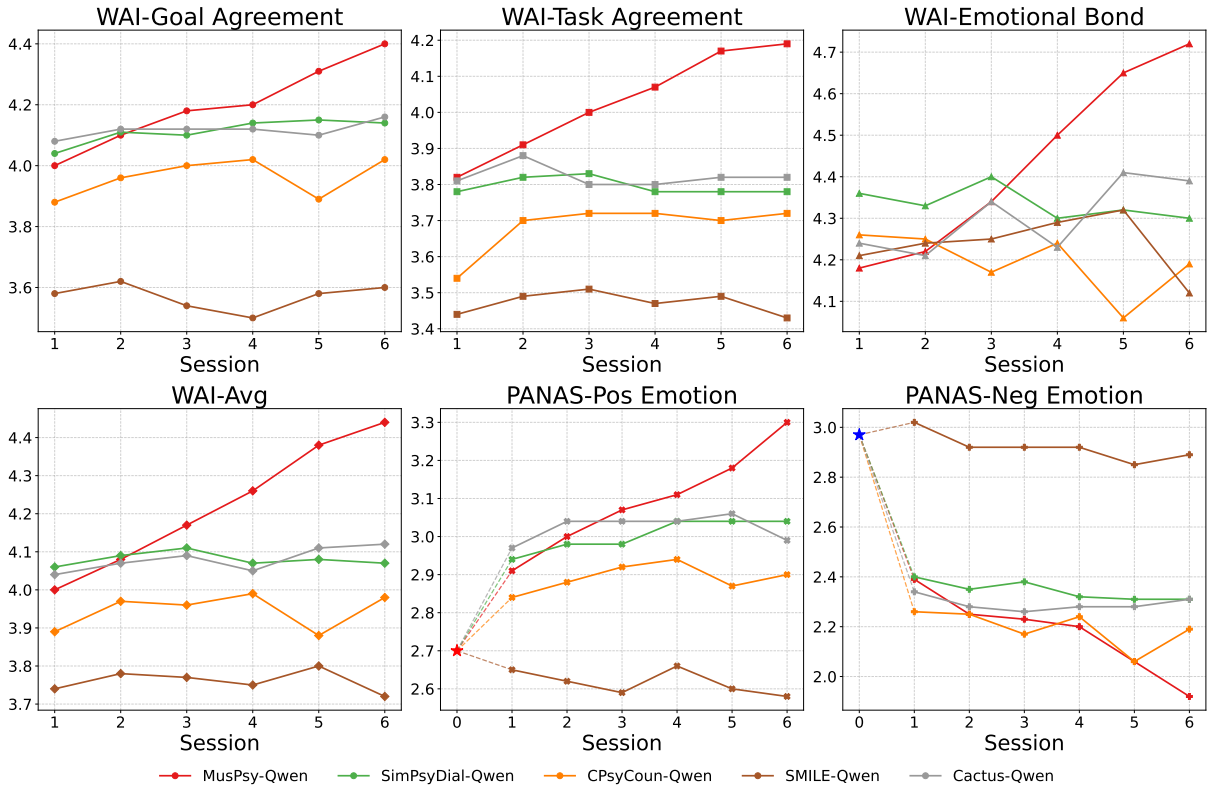 WAI-Goal Agreement
4.4
4.2
4.0
3.8
3.6
1 2 3 4 5 6
Session
WAI-Task Agreement
4.2
4.1
4.0
3.9
3.8
3.7
3.6
3.5
3.4
1 2 3 4 5 6
Session
WAI-Emotional Bond
4.7
4.6
4.5
4.4
4.3
4.2
4.1
1 2 3 4 5 6
Session
WAI-Avg
4.4
4.3
4.2
4.1
4.0
3.9
3.8
3.7
1 2 3 4 5 6
Session
PANAS-Pos Emotion
3.3
3.2
3.1
3.0
2.9
2.8
2.7
2.6
0 1 2 3 4 5 6
Session
PANAS-Neg Emotion
3.0
2.8
2.6
2.4
2.2
2.0
0 1 2 3 4 5 6
Session
MusPsy-Qwen SimPsyDial-Qwen CPsyCoun-Qwen SMILE-Qwen Cactus-Qwen